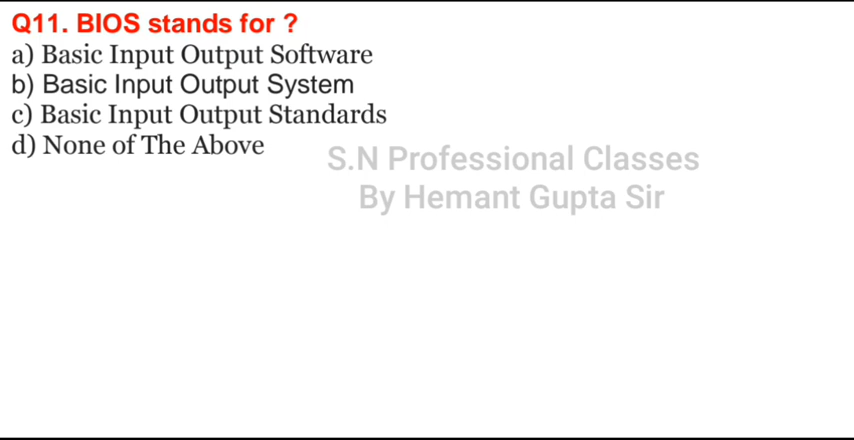 Q11. BIOS stands for ?
a) Basic Input Output Software
b) Basic Input Output System
c) Basic Input Output Standards
d) None of The Above
S.N Professional Classes
By Hemant Gupta Sir